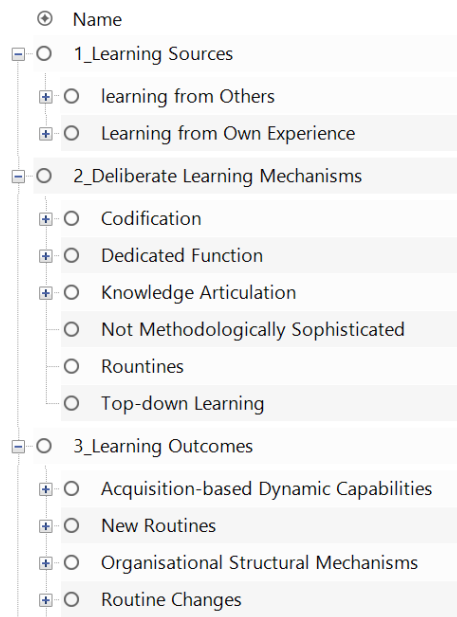 Name
1_Learning Sources
learning from Others
Learning from Own Experience
2_Deliberate Learning Mechanisms
Codification
Dedicated Function
Knowledge Articulation
Not Methodologically Sophisticated
Rountines
Top-down Learning
3_Learning Outcomes
Acquisition-based Dynamic Capabilities
New Routines
Organisational Structural Mechanisms
Routine Changes